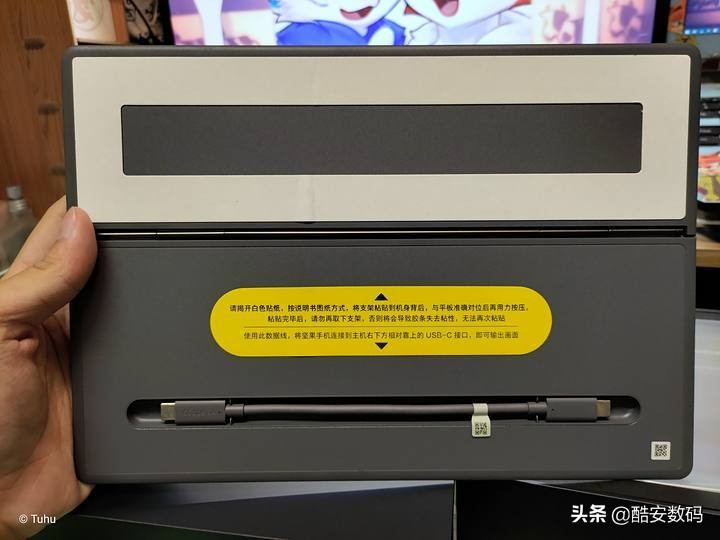 请揭开白色贴纸，按说明书图纸方式，将支架粘贴到机身背后，与平板准确对位后再用力按压，
粘贴完毕后，请勿再取下支架，否则将会导致胶条失去粘性，无法再次粘贴
使用此数据线，将坚果手机连接到主机右下方相对靠上的 USB-C 接口，即可输出画面
© Tuhu
头条 @酷安数码